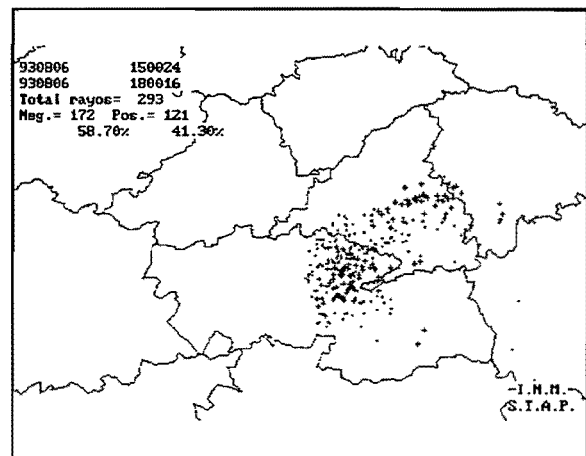 930806 150024
930806 180016
Total rayos= 293
Neg.= 172 Pos.= 121
58.70% 41.30%
-I.N.M.-
S.T.A.P.